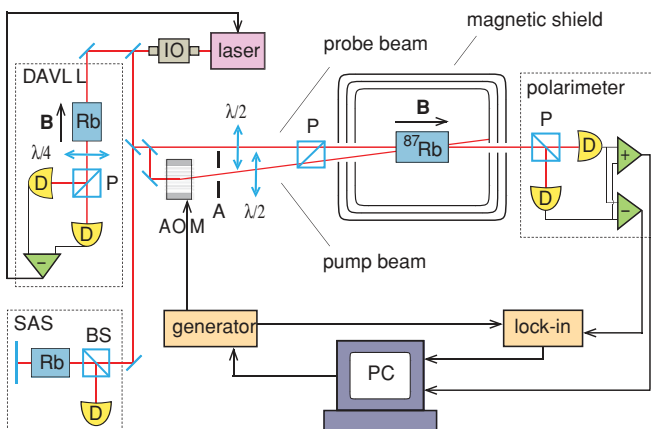 magnetic shield
probe beam
IO
laser
DAVLL
polarimeter
B
Rb
λ/2
P
B
⁸⁷Rb
P
D
λ/4
D
P
D
+
−
D
AOM
A
λ/2
pump beam
−
SAS
BS
Rb
D
generator
lock-in
PC